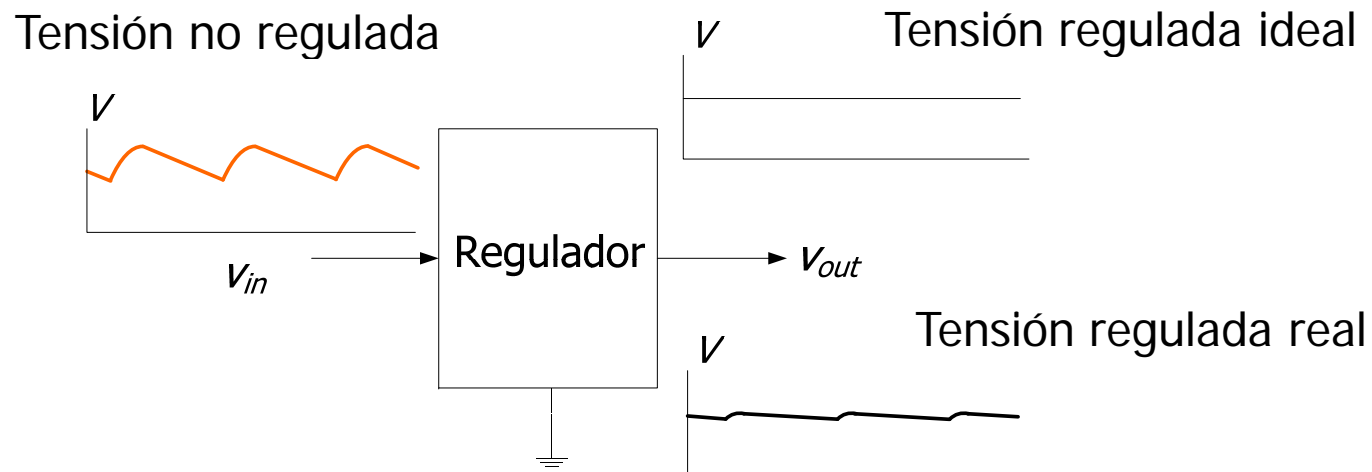 Tensión no regulada
V
Tensión regulada ideal
V
Regulador
v_in
v_out
Tensión regulada real
V